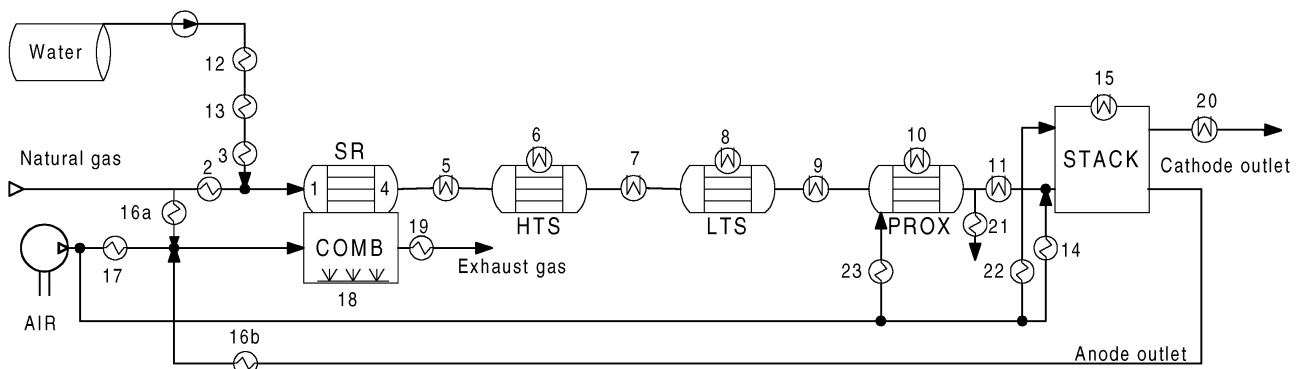 Water
12
13
3
Natural gas
2
16a
SR
1
4
5
6
HTS
7
8
LTS
9
10
PROX
11
15
STACK
20
Cathode outlet
AIR
17
COMB
18
19
Exhaust gas
21
23
22
14
16b
Anode outlet